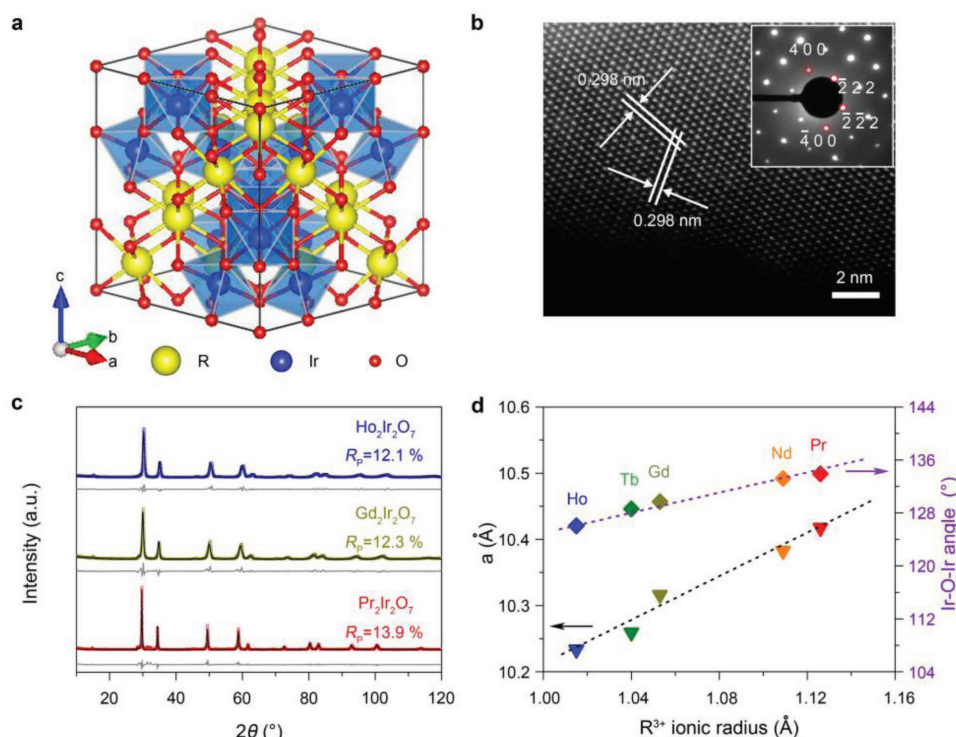 a
c
b
a
R
Ir
O
b
0.298 nm
0.298 nm
4 0 0
2̅ 2 2
2̅ 2̅ 2
4̅ 0 0
2 nm
c
Intensity (a.u.)
Ho₂Ir₂O₇
Rₚ=12.1 %
Gd₂Ir₂O₇
Rₚ=12.3 %
Pr₂Ir₂O₇
Rₚ=13.9 %
20 40 60 80 100 120
2θ (°)
d
10.6
10.5
10.4
10.3
10.2
a (Å)
Ho
Tb
Gd
Nd
Pr
144
136
128
120
112
104
Ir-O-Ir angle (°)
1.00 1.04 1.08 1.12 1.16
R³⁺ ionic radius (Å)